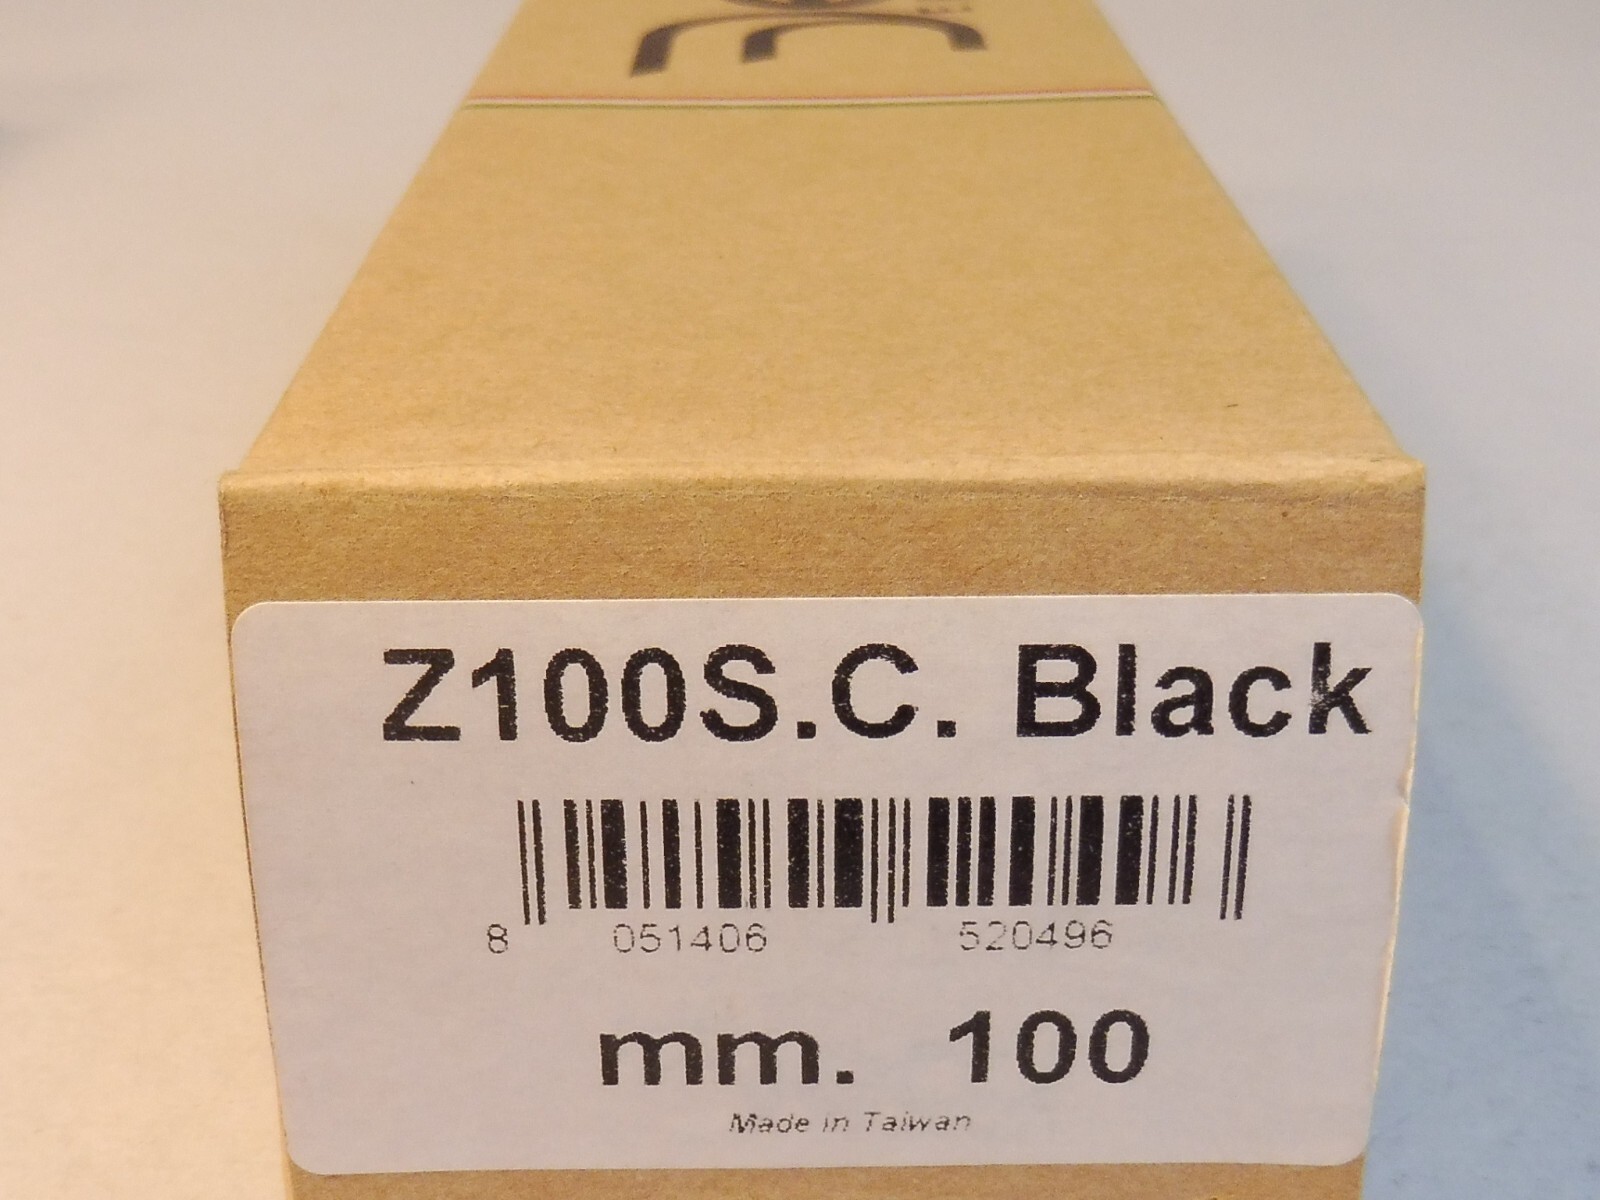 Z100S.C. Black
8 051406 520496
mm. 100
Made in Taiwan